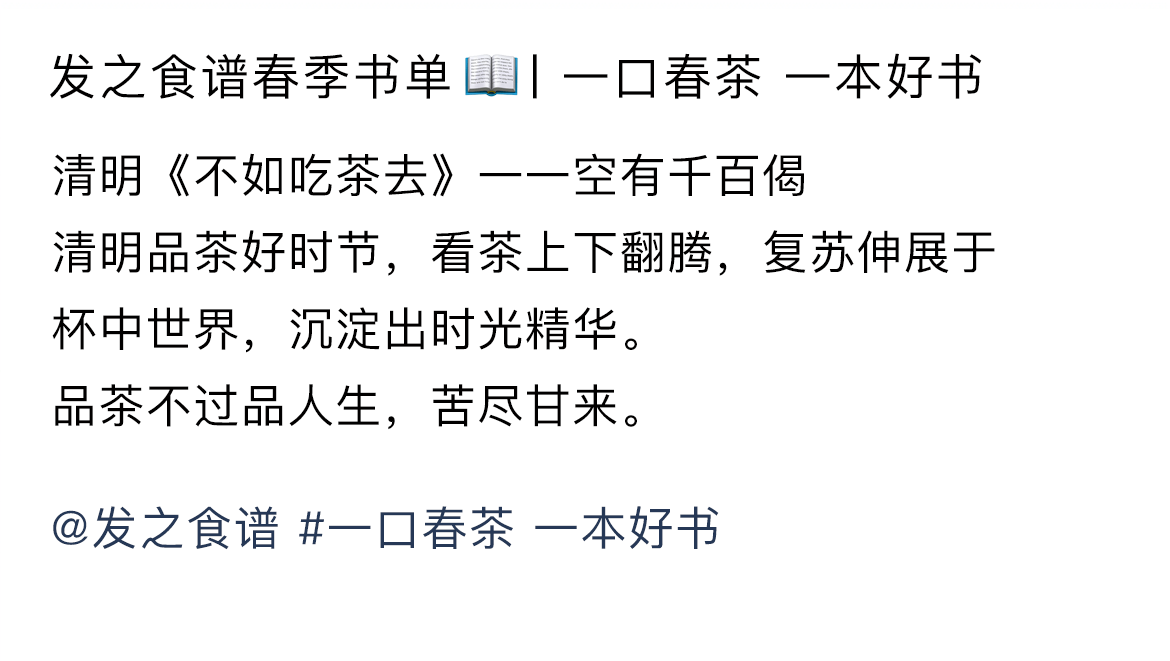 发之食谱春季书单📖| 一口春茶 一本好书
清明《不如吃茶去》一一空有千百偈
清明品茶好时节，看茶上下翻腾，复苏伸展于
杯中世界，沉淀出时光精华。
品茶不过品人生，苦尽甘来。
@发之食谱 #一口春茶 一本好书